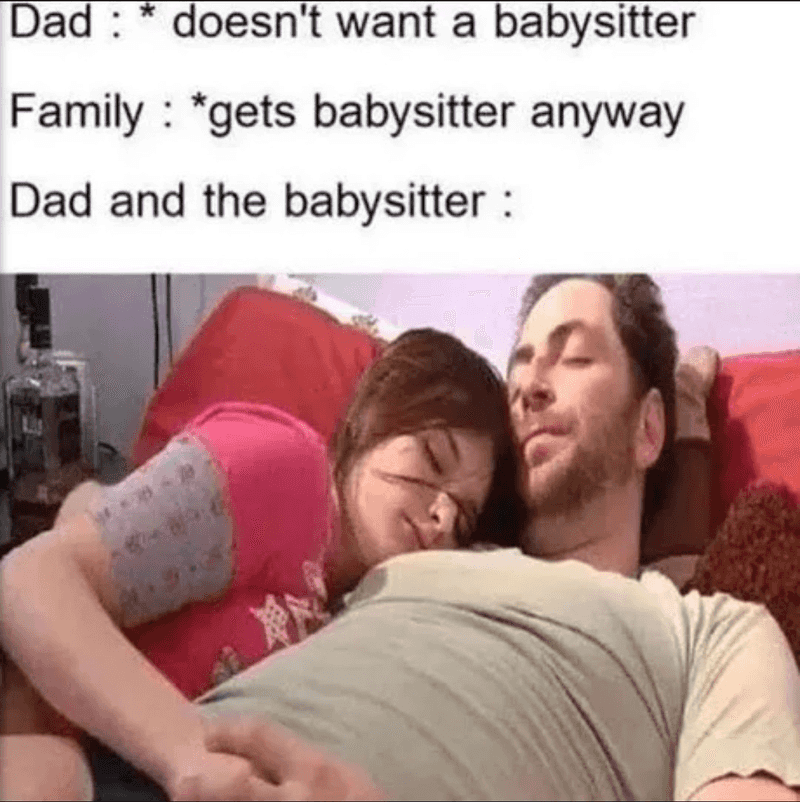 Dad : * doesn't want a babysitter
Family : *gets babysitter anyway
Dad and the babysitter :